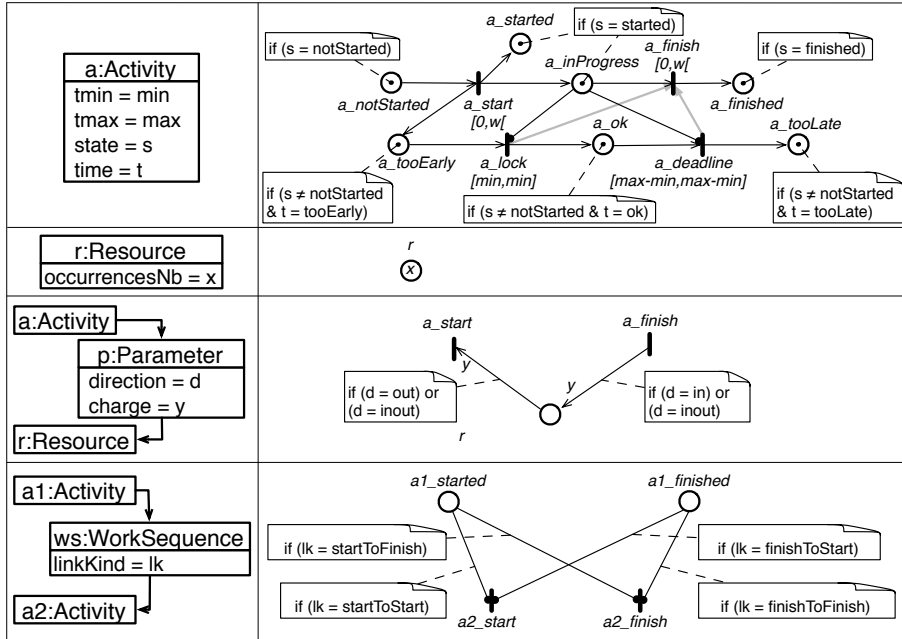 a:Activity
tmin = min
tmax = max
state = s
time = t
if (s = notStarted)
a_started
if (s = started)
a_finish
[0,w[
if (s = finished)
a_inProgress
a_notStarted
a_start
[0,w[
a_finished
a_ok
a_tooLate
a_tooEarly
a_lock
[min,min]
a_deadline
[max-min,max-min]
if (s ≠ notStarted
& t = tooEarly)
if (s ≠ notStarted & t = ok)
if (s ≠ notStarted
& t = tooLate)
r:Resource
occurrencesNb = x
r
x
a:Activity
p:Parameter
direction = d
charge = y
r:Resource
a_start
a_finish
y
y
if (d = out) or
(d = inout)
if (d = in) or
(d = inout)
r
a1:Activity
ws:WorkSequence
linkKind = lk
a2:Activity
a1_started
a1_finished
if (lk = startToFinish)
if (lk = finishToStart)
if (lk = startToStart)
if (lk = finishToFinish)
a2_start
a2_finish